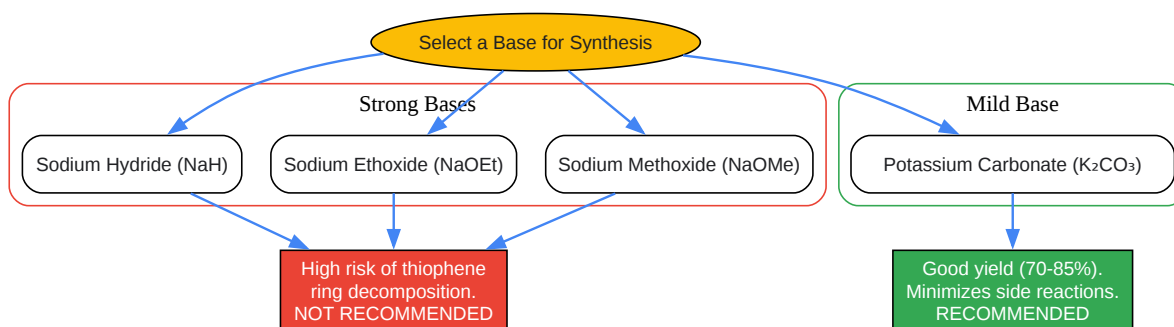 Select a Base for Synthesis
Strong Bases
Mild Base
Sodium Hydride (NaH)
Sodium Ethoxide (NaOEt)
Sodium Methoxide (NaOMe)
Potassium Carbonate (K₂CO₃)
High risk of thiophene
ring decomposition.
NOT RECOMMENDED
Good yield (70-85%).
Minimizes side reactions.
RECOMMENDED